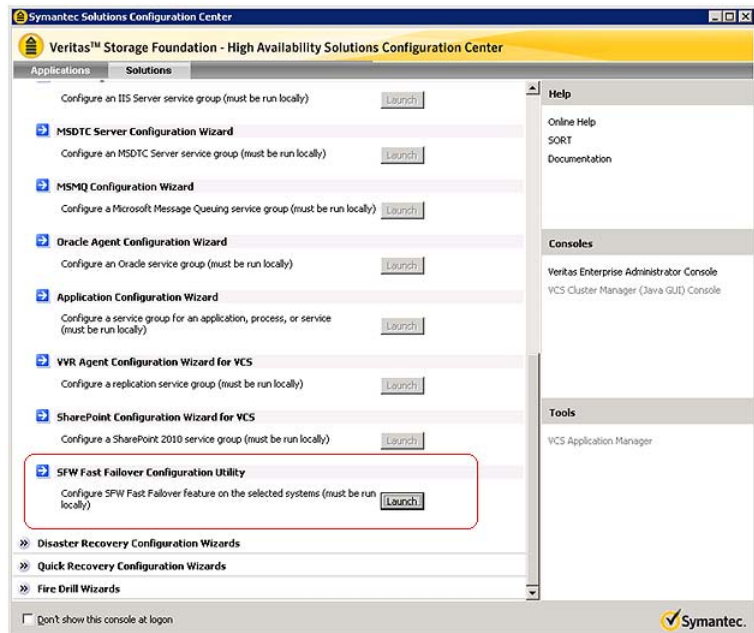 Symantec Solutions Configuration Center
Veritas™ Storage Foundation - High Availability Solutions Configuration Center
Applications
Solutions
Configure an IIS Server service group (must be run locally)
Launch
MSDTC Server Configuration Wizard
Configure an MSDTC Server service group (must be run locally)
Launch
MSMQ Configuration Wizard
Configure a Microsoft Message Queuing service group (must be run locally)
Launch
Oracle Agent Configuration Wizard
Configure an Oracle service group (must be run locally)
Launch
Application Configuration Wizard
Configure a service group for an application, process, or service
(must be run locally)
Launch
VVR Agent Configuration Wizard for VCS
Configure a replication service group (must be run locally)
Launch
SharePoint Configuration Wizard for VCS
Configure a SharePoint 2010 service group (must be run locally)
Launch
SFW Fast Failover Configuration Utility
Configure SFW Fast Failover feature on the selected systems (must be run
locally)
Launch
Disaster Recovery Configuration Wizards
Quick Recovery Configuration Wizards
Fire Drill Wizards
Help
Online Help
SORT
Documentation
Consoles
Veritas Enterprise Administrator Console
VCS Cluster Manager (Java GUI) Console
Tools
VCS Application Manager
Don't show this console at logon
Symantec.